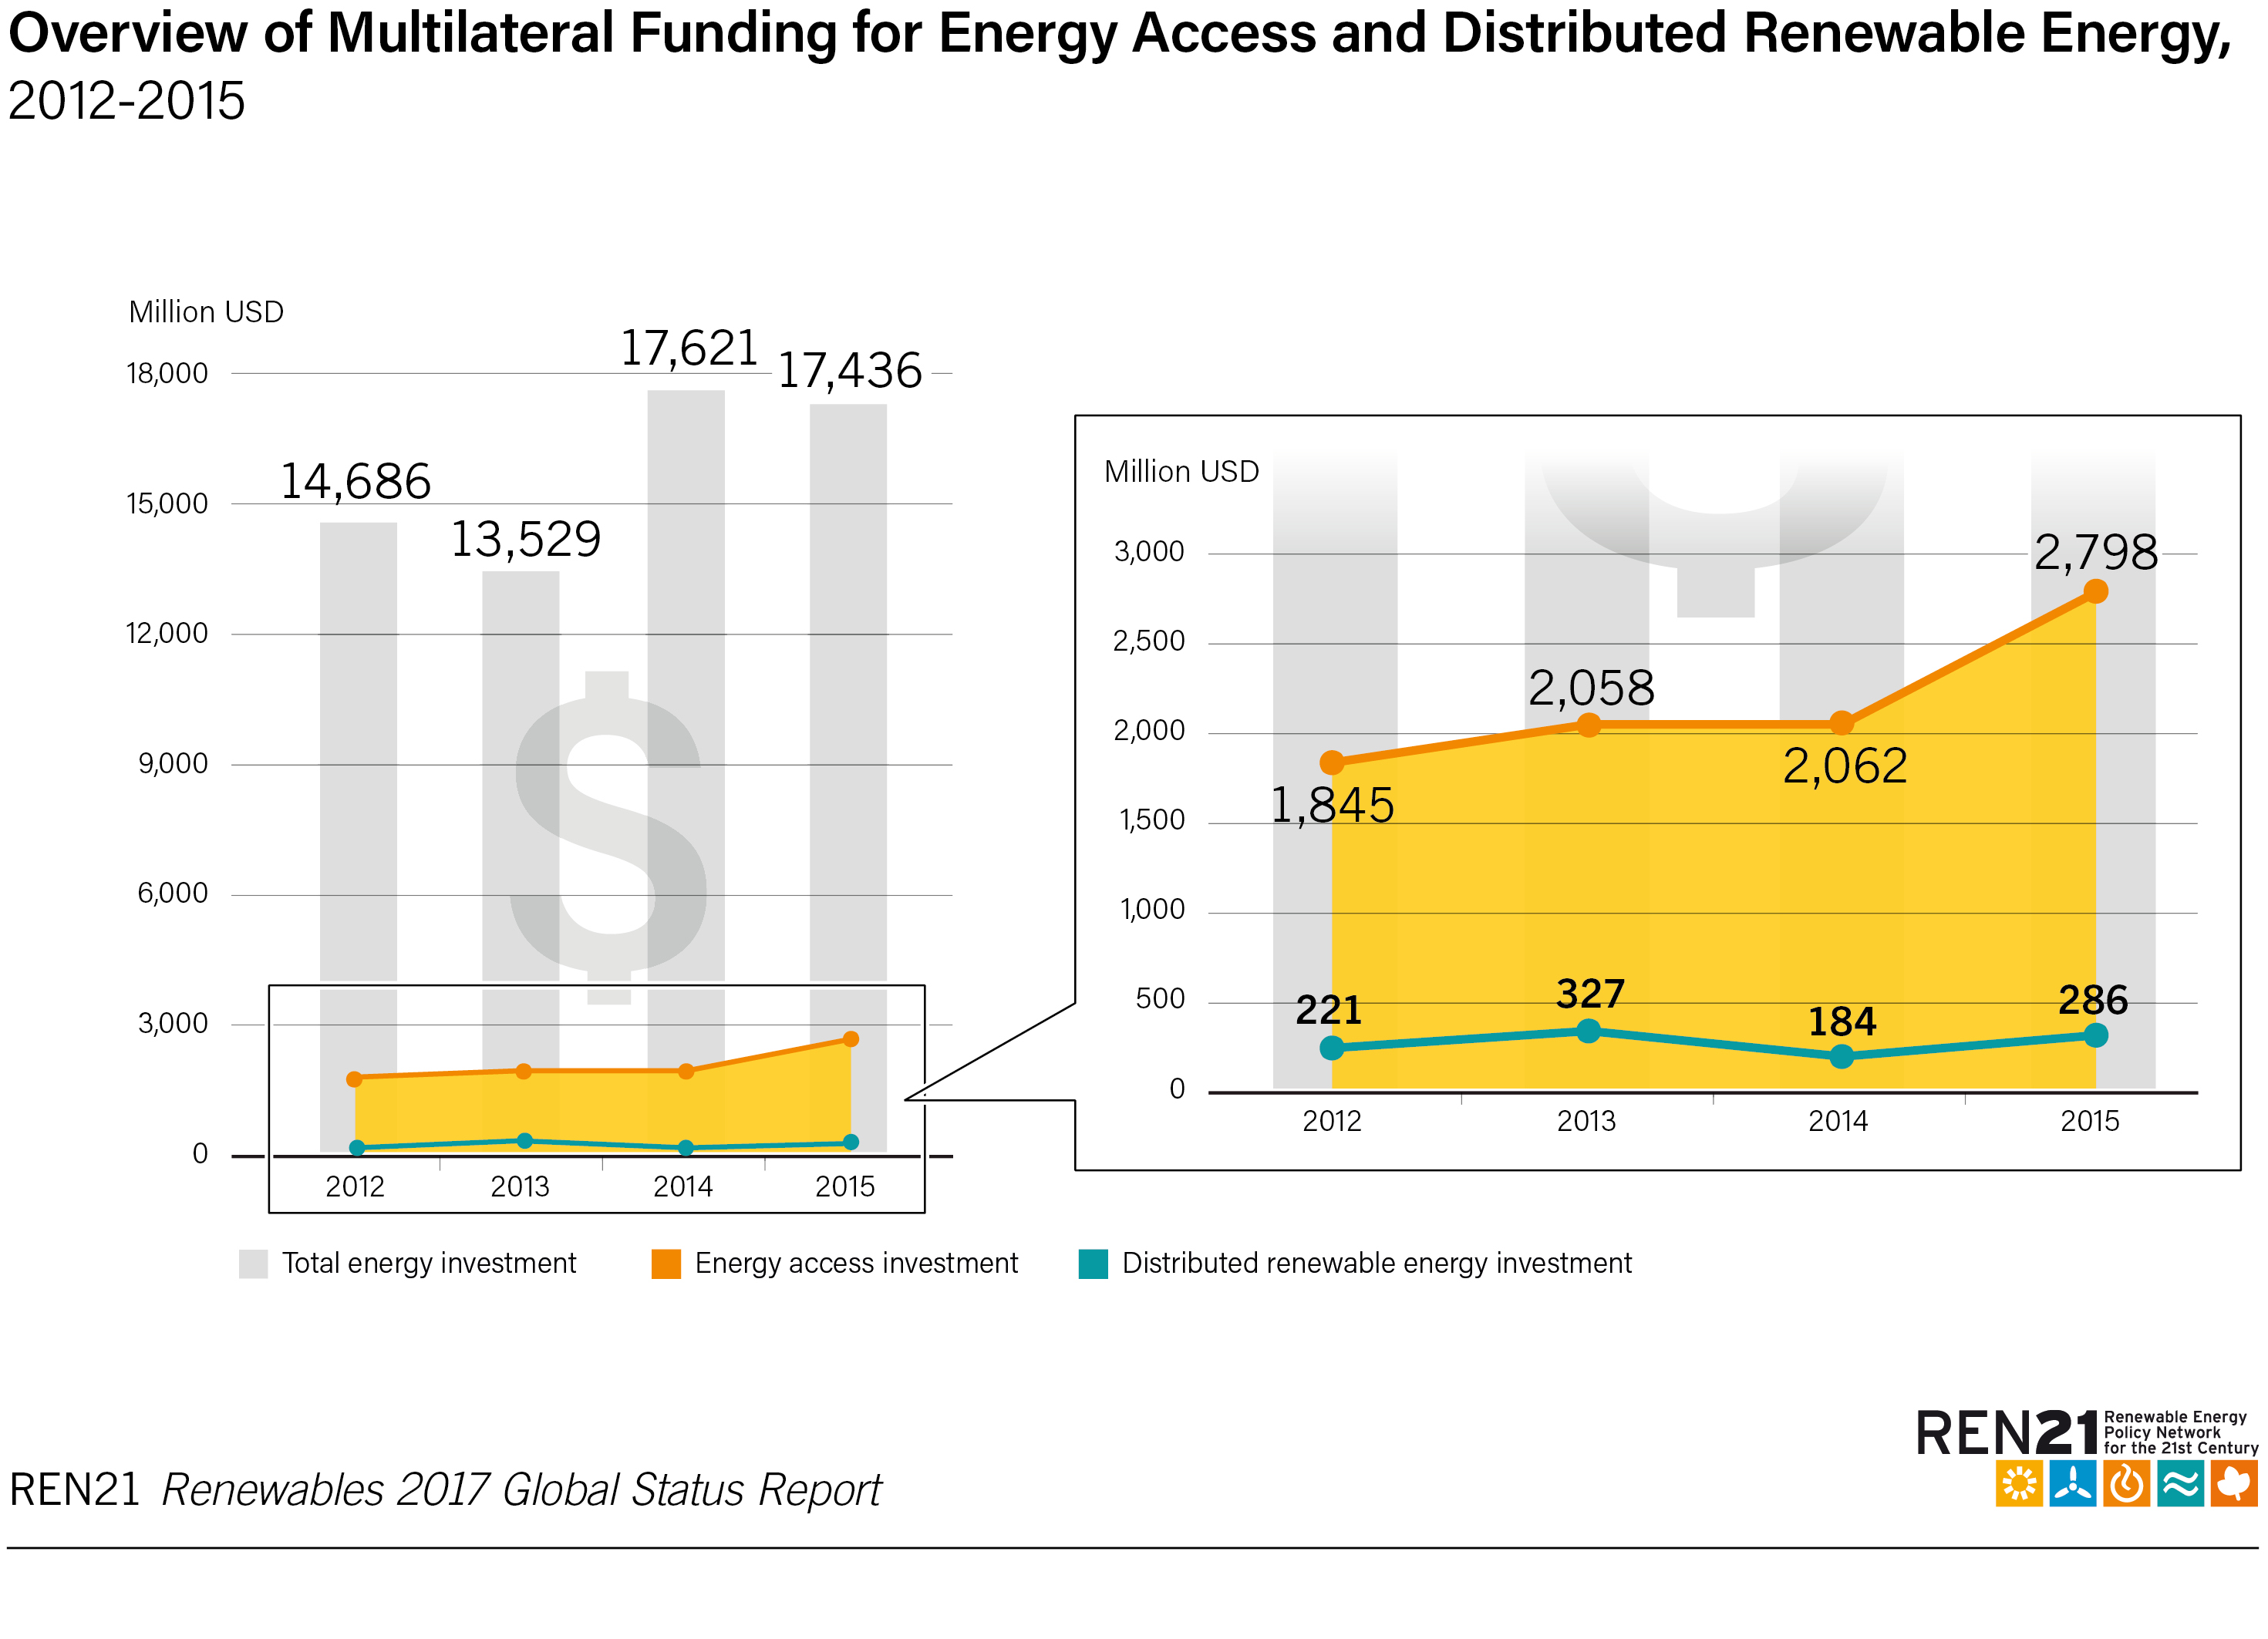 Overview of Multilateral Funding for Energy Access and Distributed Renewable Energy,
2012-2015
Million USD
18,000
15,000
12,000
9,000
6,000
3,000
0
14,686
13,529
17,621
17,436
$
2012 2013 2014 2015
Million USD
3,000
2,500
2,000
1,500
1,000
500
0
1,845
2,058
2,062
2,798
221
327
184
286
2012 2013 2014 2015
Total energy investment
Energy access investment
Distributed renewable energy investment
REN21 Renewables 2017 Global Status Report
REN21
Renewable Energy
Policy Network
for the 21st Century